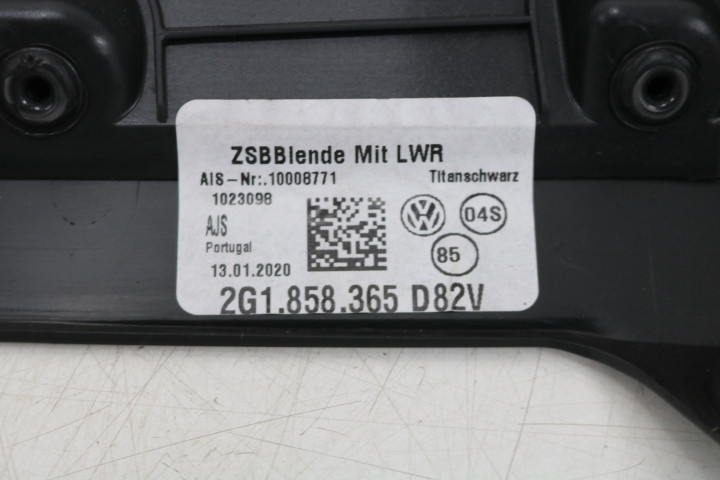 ZSBBlende Mit LWR
AIS-Nr:.10008771 Titanschwarz
1023098
AJS
Portugal
13.01.2020
04S
85
2G1.858.365 D82V